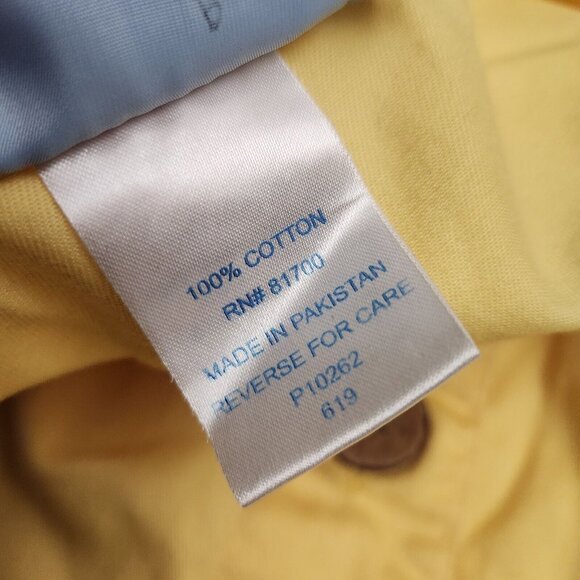 100% COTTON
RN# 81700
MADE IN PAKISTAN
REVERSE FOR CARE
P10262
619